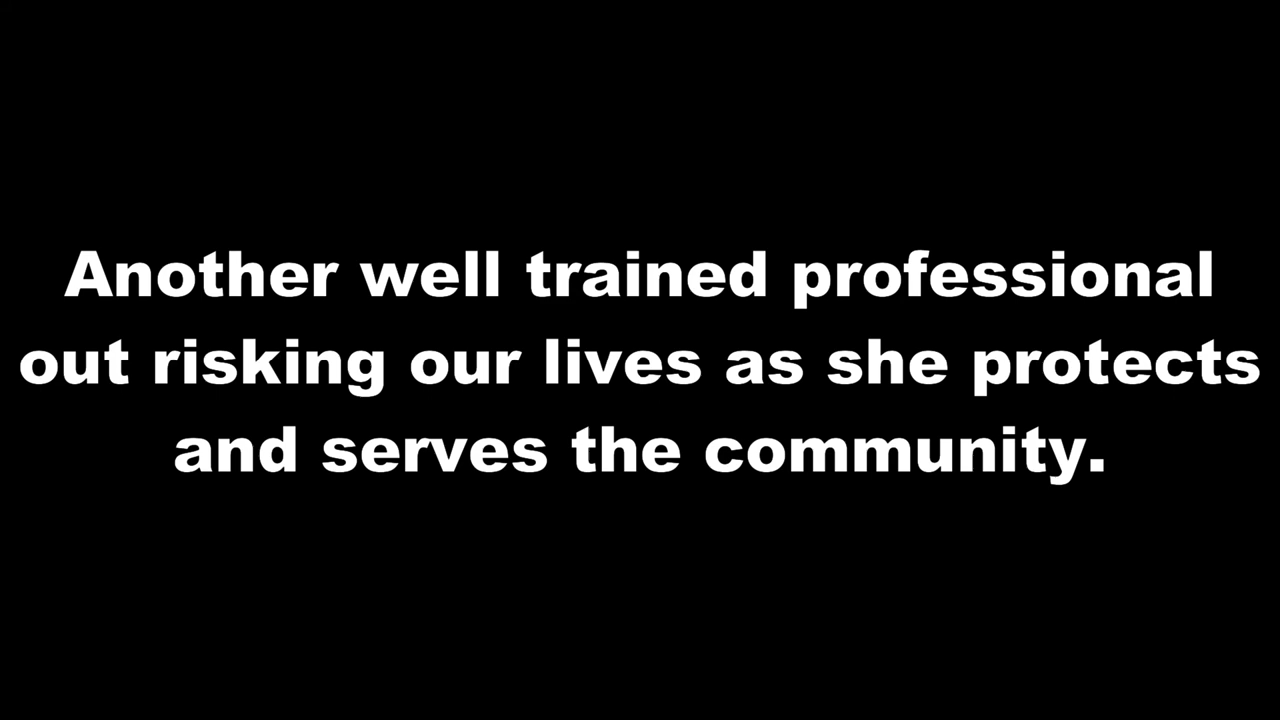 Another well trained professional
out risking our lives as she protects
and serves the community.